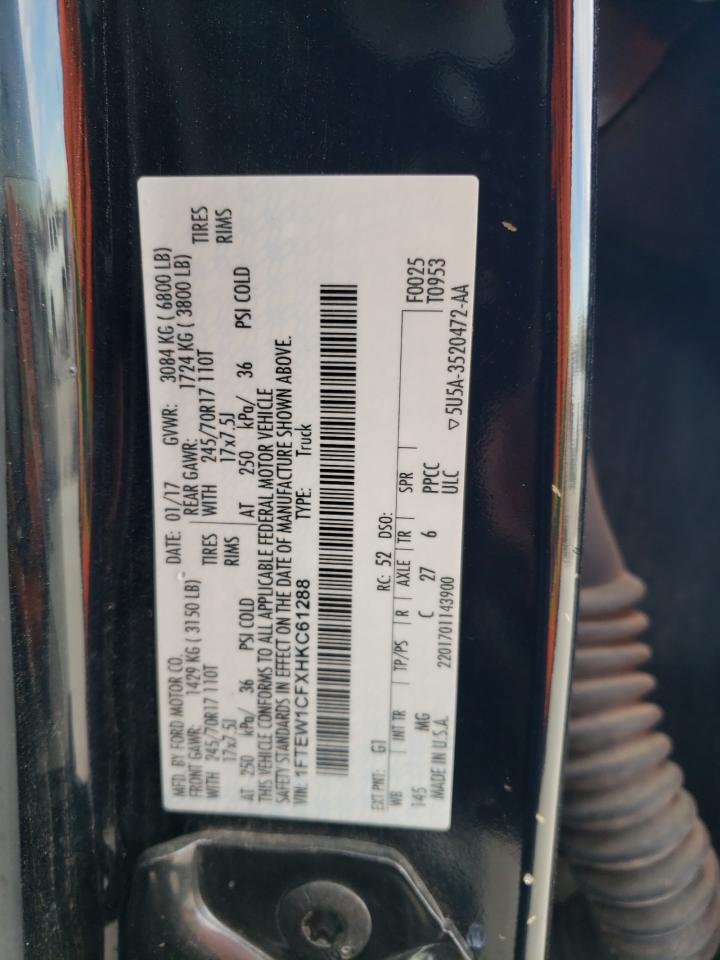 MFD. BY FORD MOTOR CO.
DATE: 01/17 GVWR: 3084 KG ( 6800 LB)
FRONT GAWR: 1429 KG ( 3150 LB) REAR GAWR: 1724 KG ( 3800 LB)
WITH 245/70R17 110T TIRES WITH 245/70R17 110T TIRES
17x7.5J RIMS 17x7.5J RIMS
AT 250 kPa/ 36 PSI COLD AT 250 kPa/ 36 PSI COLD
THIS VEHICLE CONFORMS TO ALL APPLICABLE FEDERAL MOTOR VEHICLE
SAFETY STANDARDS IN EFFECT ON THE DATE OF MANUFACTURE SHOWN ABOVE.
VIN: 1FTEW1CFXHKC61288 TYPE: Truck
EXT PNT: G1 RC: 52 DSO:
WB INT TR TP/PS R AXLE TR SPR F0025
145 MG C 27 6 PPCC T0953
MADE IN U.S.A. 2201701143900 ULC ▽5U5A-3520472-AA